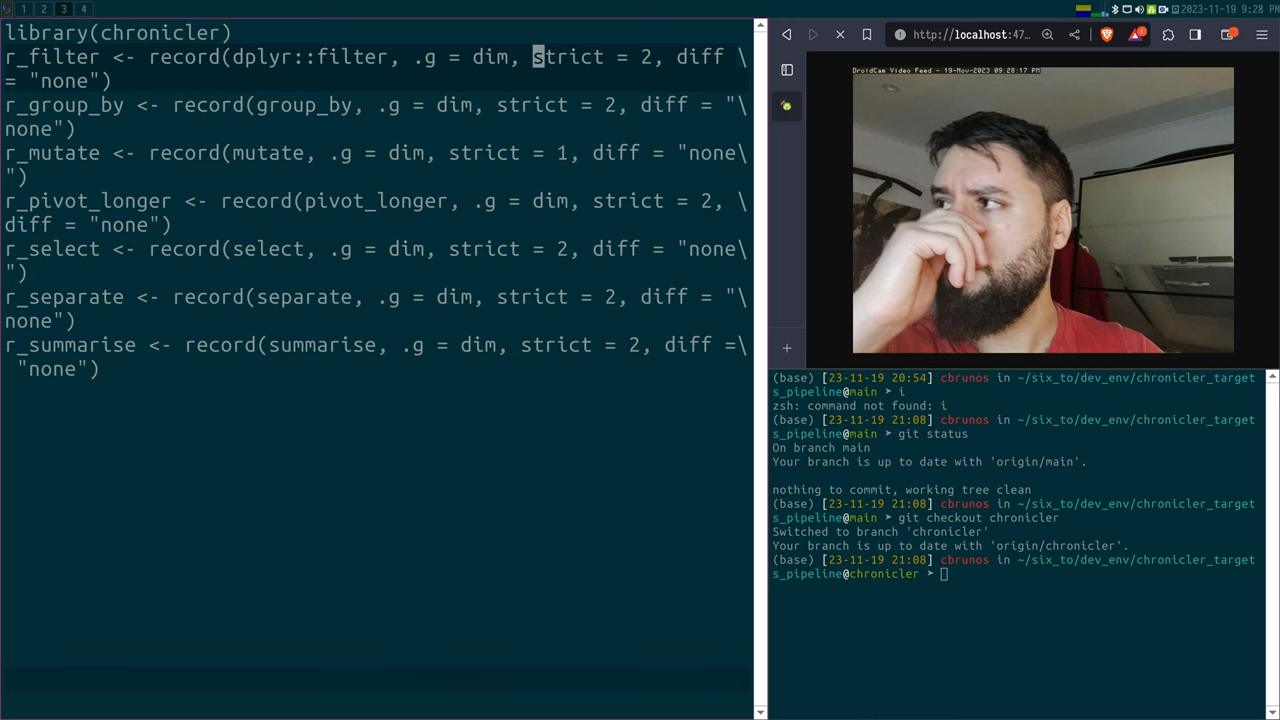 1 2 3 4
2023-11-19 9:28 PM
library(chronicler)
r_filter <- record(dplyr::filter, .g = dim, strict = 2, diff \
= "none")
r_group_by <- record(group_by, .g = dim, strict = 2, diff = "\
none")
r_mutate <- record(mutate, .g = dim, strict = 1, diff = "none\
")
r_pivot_longer <- record(pivot_longer, .g = dim, strict = 2, \
diff = "none")
r_select <- record(select, .g = dim, strict = 2, diff = "none\
")
r_separate <- record(separate, .g = dim, strict = 2, diff = "\
none")
r_summarise <- record(summarise, .g = dim, strict = 2, diff =\
 "none")
http://localhost:47…
DroidCam Video Feed - 19-Nov-2023 09:28:17 PM
(base) [23-11-19 20:54] cbrunos in ~/six_to/dev_env/chronicler_target
s_pipeline@main ➤ i
zsh: command not found: i
(base) [23-11-19 21:08] cbrunos in ~/six_to/dev_env/chronicler_target
s_pipeline@main ➤ git status
On branch main
Your branch is up to date with 'origin/main'.
nothing to commit, working tree clean
(base) [23-11-19 21:08] cbrunos in ~/six_to/dev_env/chronicler_target
s_pipeline@main ➤ git checkout chronicler
Switched to branch 'chronicler'
Your branch is up to date with 'origin/chronicler'.
(base) [23-11-19 21:08] cbrunos in ~/six_to/dev_env/chronicler_target
s_pipeline@chronicler ➤